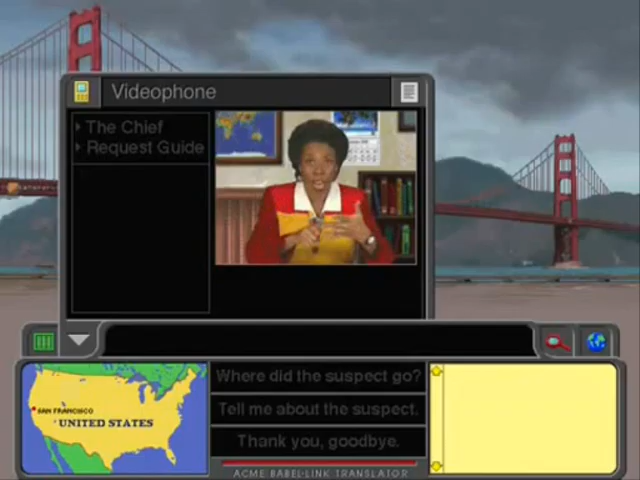 Videophone
The Chief
Request Guide
SAN FRANCISCO
UNITED STATES
Where did the suspect go?
Tell me about the suspect.
Thank you, goodbye.
ACME BABEL-LINK TRANSLATOR